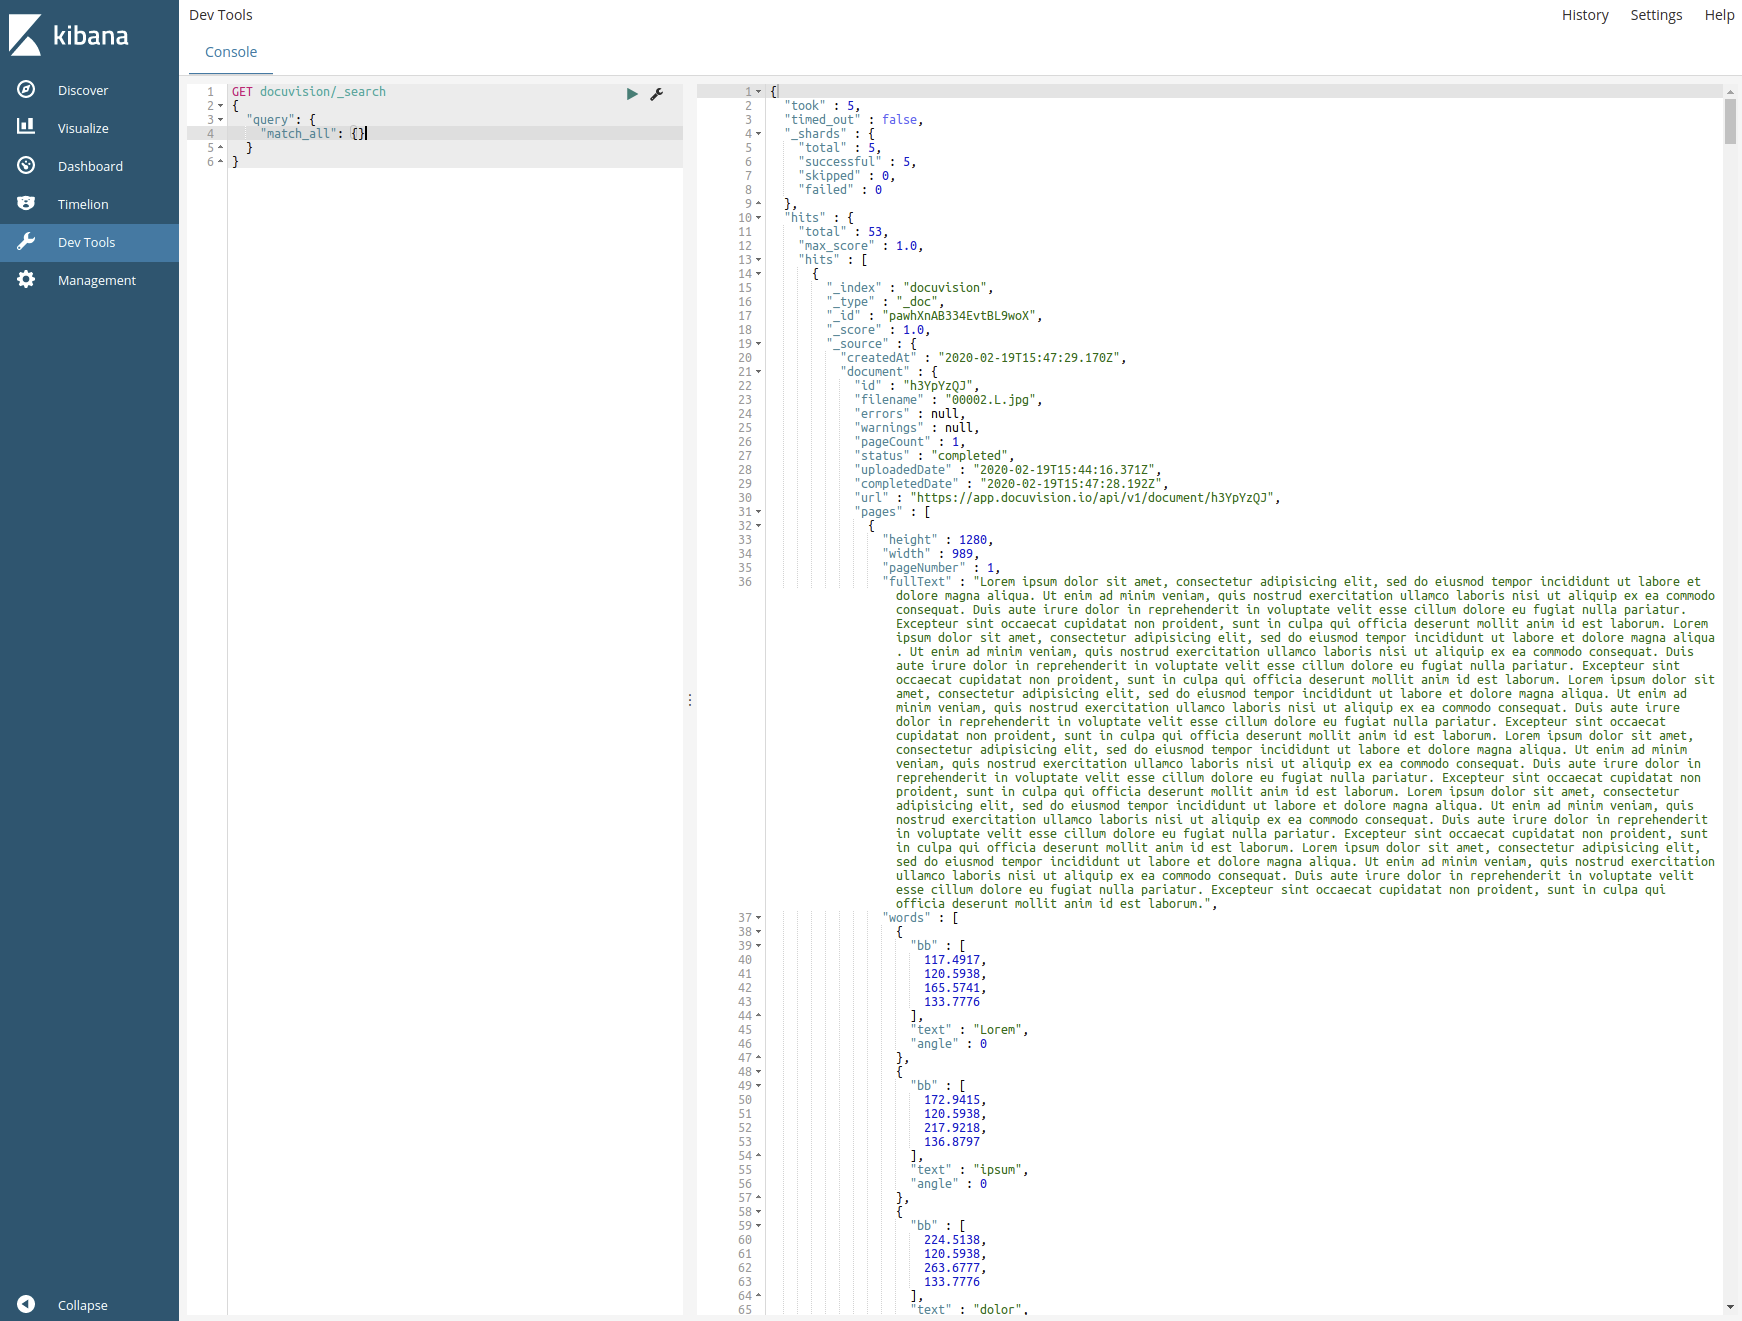 kibana
Discover
Visualize
Dashboard
Timelion
Dev Tools
Management
Collapse
Dev Tools
History Settings Help
Console
1 GET docuvision/_search
2 {
3 "query": {
4 "match_all": {}
5 }
6 }
1 {
2 "took" : 5,
3 "timed_out" : false,
4 "_shards" : {
5 "total" : 5,
6 "successful" : 5,
7 "skipped" : 0,
8 "failed" : 0
9 },
10 "hits" : {
11 "total" : 53,
12 "max_score" : 1.0,
13 "hits" : [
14 {
15 "_index" : "docuvision",
16 "_type" : "_doc",
17 "_id" : "pawhXnAB334EvtBL9woX",
18 "_score" : 1.0,
19 "_source" : {
20 "createdAt" : "2020-02-19T15:47:29.170Z",
21 "document" : {
22 "id" : "h3YpYzQJ",
23 "filename" : "00002.L.jpg",
24 "errors" : null,
25 "warnings" : null,
26 "pageCount" : 1,
27 "status" : "completed",
28 "uploadedDate" : "2020-02-19T15:44:16.371Z",
29 "completedDate" : "2020-02-19T15:47:28.192Z",
30 "url" : "https://app.docuvision.io/api/v1/document/h3YpYzQJ",
31 "pages" : [
32 {
33 "height" : 1280,
34 "width" : 989,
35 "pageNumber" : 1,
36 "fullText" : "Lorem ipsum dolor sit amet, consectetur adipisicing elit, sed do eiusmod tempor incididunt ut labore et
dolore magna aliqua. Ut enim ad minim veniam, quis nostrud exercitation ullamco laboris nisi ut aliquip ex ea commodo
consequat. Duis aute irure dolor in reprehenderit in voluptate velit esse cillum dolore eu fugiat nulla pariatur.
Excepteur sint occaecat cupidatat non proident, sunt in culpa qui officia deserunt mollit anim id est laborum. Lorem
ipsum dolor sit amet, consectetur adipisicing elit, sed do eiusmod tempor incididunt ut labore et dolore magna aliqua
. Ut enim ad minim veniam, quis nostrud exercitation ullamco laboris nisi ut aliquip ex ea commodo consequat. Duis
aute irure dolor in reprehenderit in voluptate velit esse cillum dolore eu fugiat nulla pariatur. Excepteur sint
occaecat cupidatat non proident, sunt in culpa qui officia deserunt mollit anim id est laborum. Lorem ipsum dolor sit
amet, consectetur adipisicing elit, sed do eiusmod tempor incididunt ut labore et dolore magna aliqua. Ut enim ad
minim veniam, quis nostrud exercitation ullamco laboris nisi ut aliquip ex ea commodo consequat. Duis aute irure
dolor in reprehenderit in voluptate velit esse cillum dolore eu fugiat nulla pariatur. Excepteur sint occaecat
cupidatat non proident, sunt in culpa qui officia deserunt mollit anim id est laborum. Lorem ipsum dolor sit amet,
consectetur adipisicing elit, sed do eiusmod tempor incididunt ut labore et dolore magna aliqua. Ut enim ad minim
veniam, quis nostrud exercitation ullamco laboris nisi ut aliquip ex ea commodo consequat. Duis aute irure dolor in
reprehenderit in voluptate velit esse cillum dolore eu fugiat nulla pariatur. Excepteur sint occaecat cupidatat non
proident, sunt in culpa qui officia deserunt mollit anim id est laborum. Lorem ipsum dolor sit amet, consectetur
adipisicing elit, sed do eiusmod tempor incididunt ut labore et dolore magna aliqua. Ut enim ad minim veniam, quis
nostrud exercitation ullamco laboris nisi ut aliquip ex ea commodo consequat. Duis aute irure dolor in reprehenderit
in voluptate velit esse cillum dolore eu fugiat nulla pariatur. Excepteur sint occaecat cupidatat non proident, sunt
in culpa qui officia deserunt mollit anim id est laborum. Lorem ipsum dolor sit amet, consectetur adipisicing elit,
sed do eiusmod tempor incididunt ut labore et dolore magna aliqua. Ut enim ad minim veniam, quis nostrud exercitation
ullamco laboris nisi ut aliquip ex ea commodo consequat. Duis aute irure dolor in reprehenderit in voluptate velit
esse cillum dolore eu fugiat nulla pariatur. Excepteur sint occaecat cupidatat non proident, sunt in culpa qui
officia deserunt mollit anim id est laborum.",
37 "words" : [
38 {
39 "bb" : [
40 117.4917,
41 120.5938,
42 165.5741,
43 133.7776
44 ],
45 "text" : "Lorem",
46 "angle" : 0
47 },
48 {
49 "bb" : [
50 172.9415,
51 120.5938,
52 217.9218,
53 136.8797
54 ],
55 "text" : "ipsum",
56 "angle" : 0
57 },
58 {
59 "bb" : [
60 224.5138,
61 120.5938,
62 263.6777,
63 133.7776
64 ],
65 "text" : "dolor",